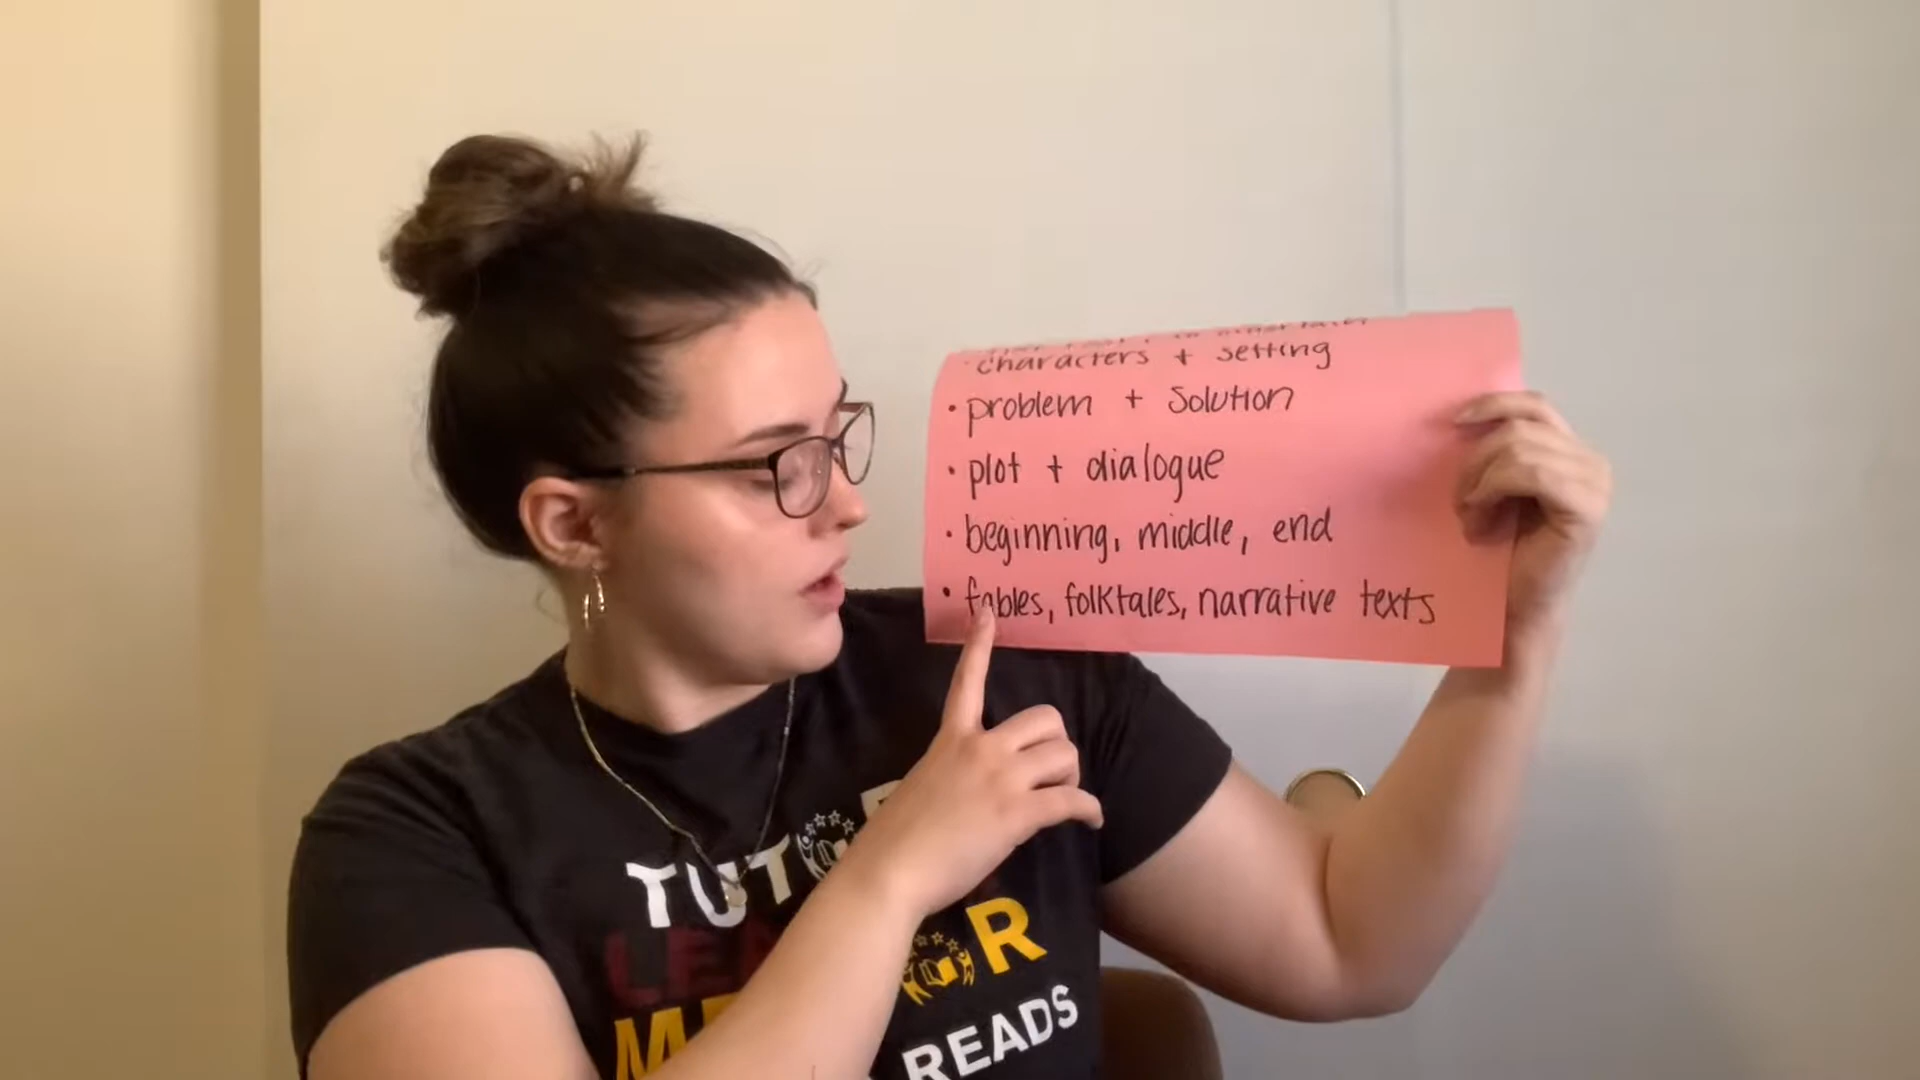 • characters + setting
• problem + Solution
• plot + dialogue
• beginning, middle, end
• fables, folktales, narrative texts
TUT
R
READS